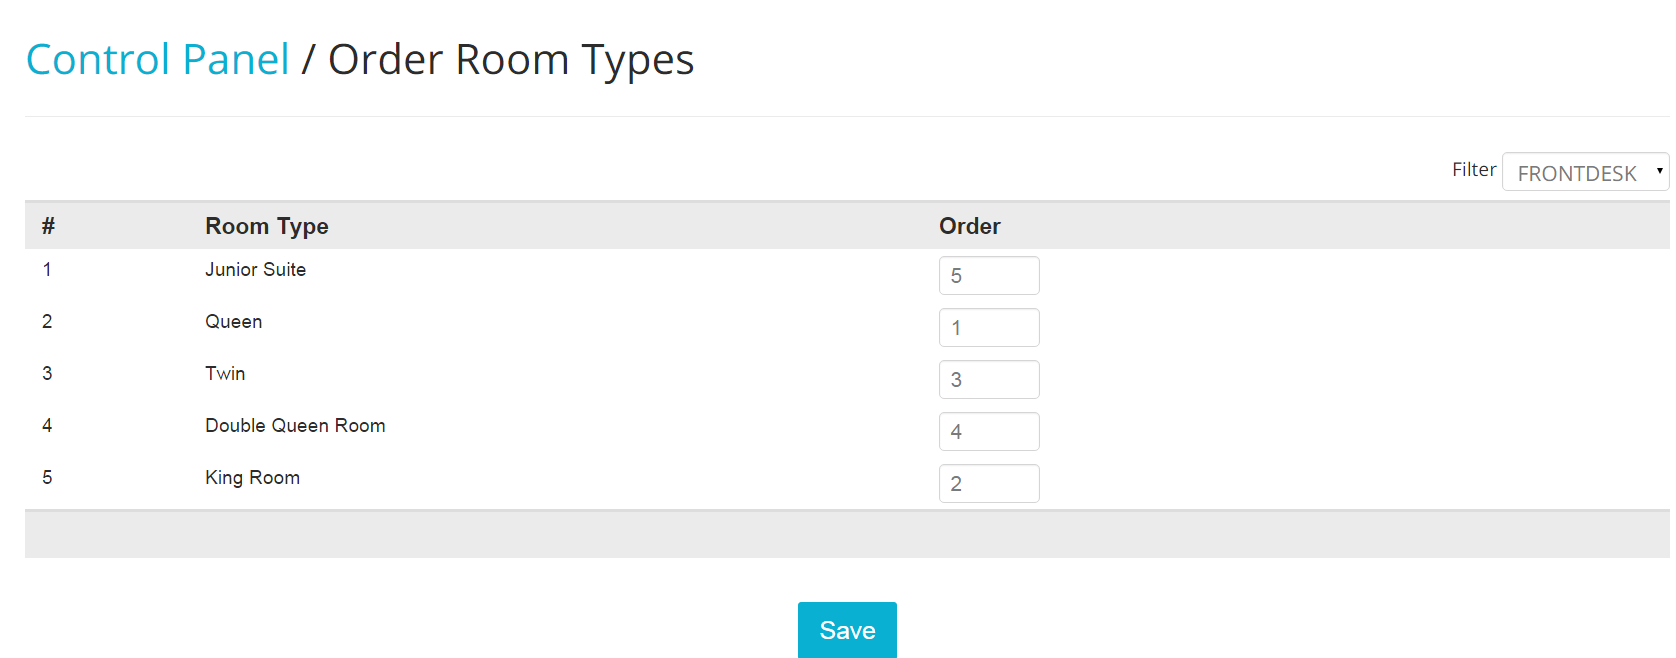 Control Panel / Order Room Types
Filter FRONTDESK
# Room Type Order
1 Junior Suite 5
2 Queen 1
3 Twin 3
4 Double Queen Room 4
5 King Room 2
Save